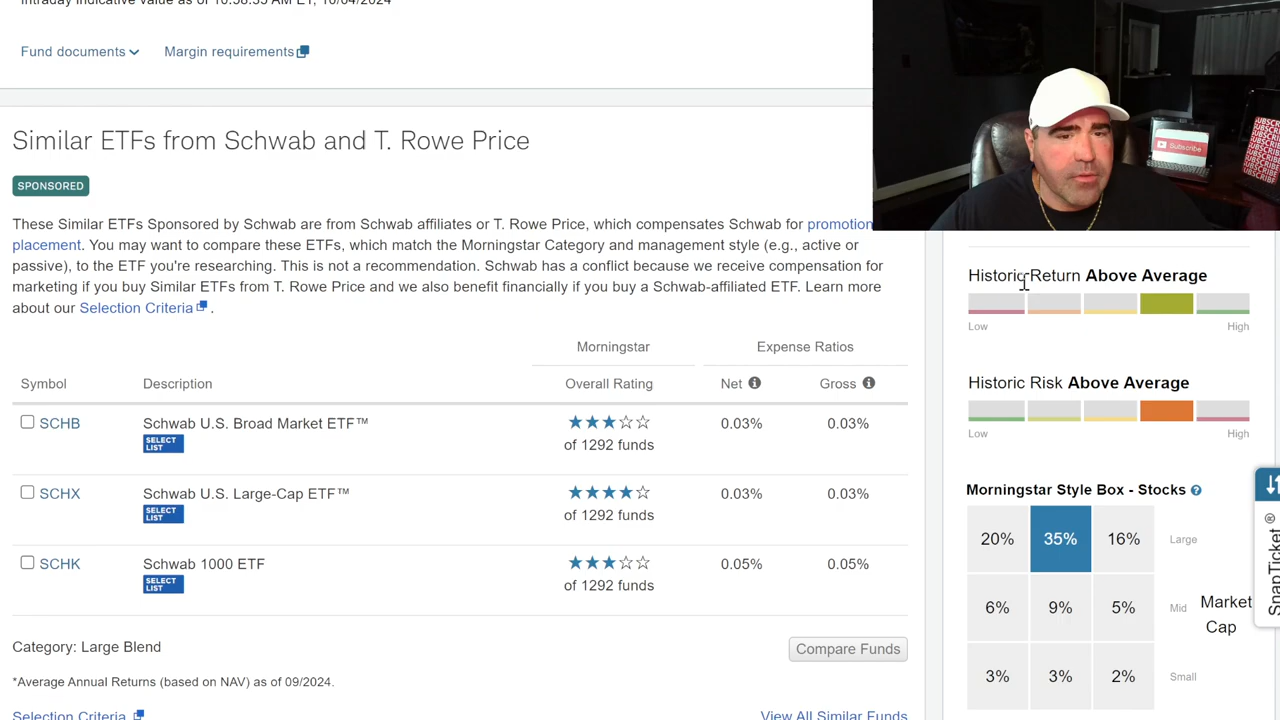 Intraday indicative value as of 10:58:35 AM ET, 10/04/2024
Fund documents
Margin requirements
Similar ETFs from Schwab and T. Rowe Price
SPONSORED
These Similar ETFs Sponsored by Schwab are from Schwab affiliates or T. Rowe Price, which compensates Schwab for promotion
placement. You may want to compare these ETFs, which match the Morningstar Category and management style (e.g., active or
passive), to the ETF you're researching. This is not a recommendation. Schwab has a conflict because we receive compensation for
marketing if you buy Similar ETFs from T. Rowe Price and we also benefit financially if you buy a Schwab-affiliated ETF. Learn more
about our Selection Criteria .
Morningstar Expense Ratios
Symbol Description Overall Rating Net Gross
SCHB Schwab U.S. Broad Market ETF™ ★★★☆☆ 0.03% 0.03%
SELECT
LIST
of 1292 funds
SCHX Schwab U.S. Large-Cap ETF™ ★★★★☆ 0.03% 0.03%
SELECT
LIST
of 1292 funds
SCHK Schwab 1000 ETF ★★★☆☆ 0.05% 0.05%
SELECT
LIST
of 1292 funds
Category: Large Blend
Compare Funds
*Average Annual Returns (based on NAV) as of 09/2024.
Selection Criteria
View All Similar Funds
Subscribe
SUBSCRIBE
SUBSCRIBE
SUBSCRIBE
SUBSCRIBE
Historic Return Above Average
Low High
Historic Risk Above Average
Low High
Morningstar Style Box - Stocks
20% 35% 16% Large
6% 9% 5% Mid
Market
Cap
3% 3% 2% Small
SnapTicket®